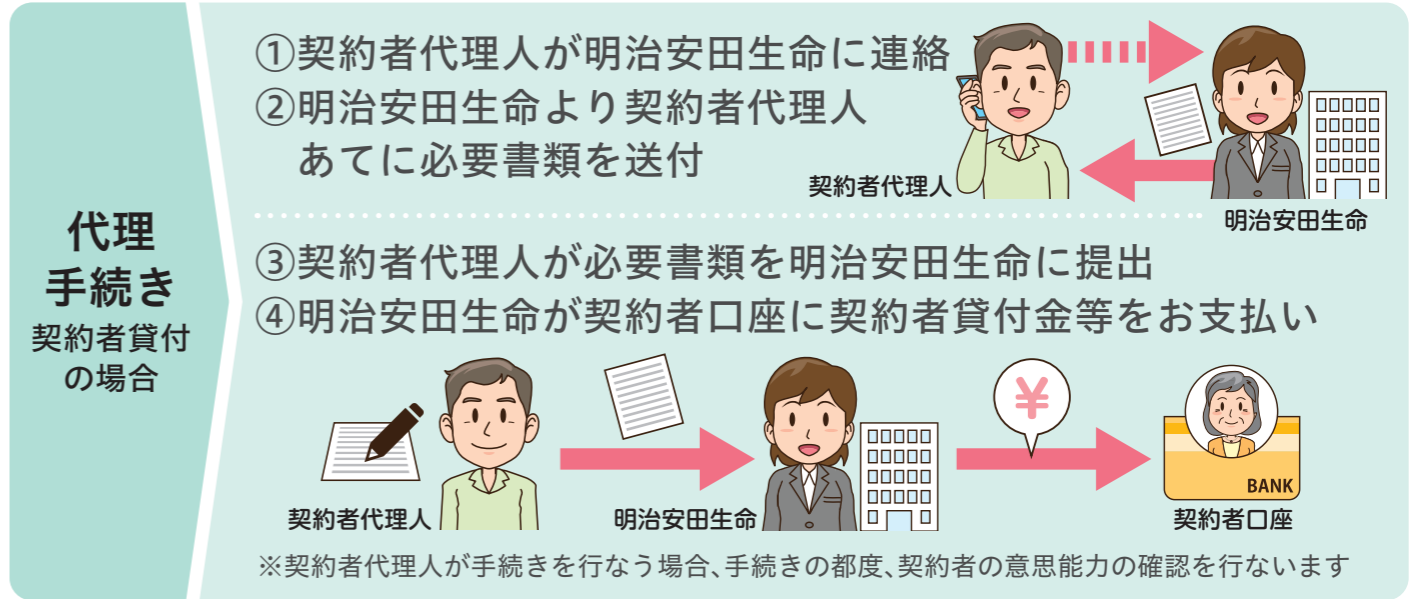 代理
手続き
契約者貸付
の場合
①契約者代理人が明治安田生命に連絡
②明治安田生命より契約者代理人
あてに必要書類を送付
契約者代理人
明治安田生命
③契約者代理人が必要書類を明治安田生命に提出
④明治安田生命が契約者口座に契約者貸付金等をお支払い
¥
BANK
契約者代理人
明治安田生命
契約者口座
※契約者代理人が手続きを行なう場合、手続きの都度、契約者の意思能力の確認を行ないます